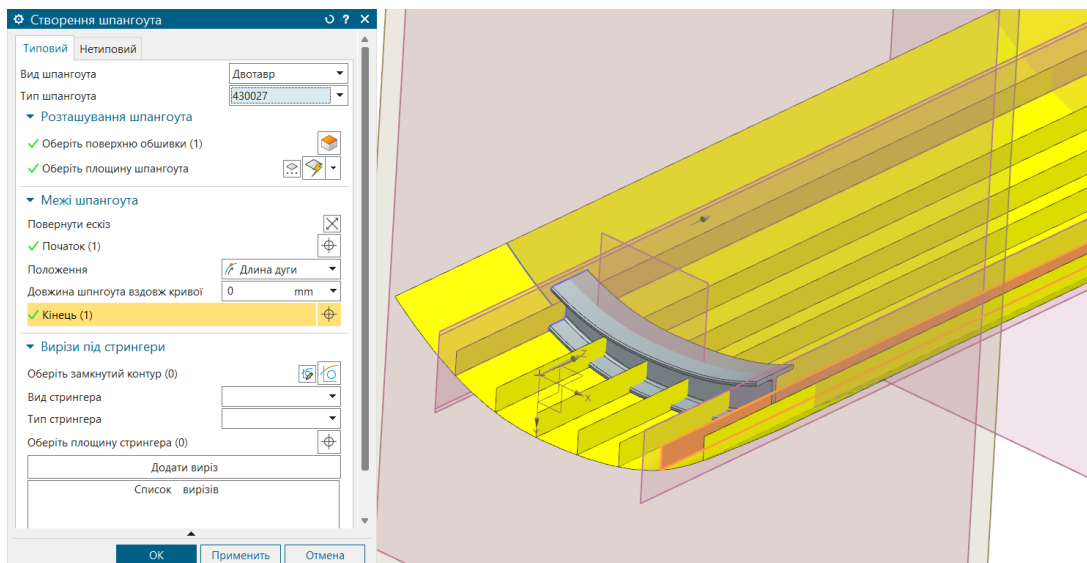 Створення шпангоута
Типовий Нетиповий
Вид шпангоута Двотавр
Тип шпангоута 430027
Розташування шпангоута
Оберіть поверхню обшивки (1)
Оберіть площину шпангоута
Межі шпангоута
Повернути ескіз
Початок (1)
Положення Длина дуги
Довжина шпнгоута вздовж кривої 0 mm
Кінець (1)
Вирізи під стрингери
Оберіть замкнутий контур (0)
Вид стрингера
Тип стрингера
Оберіть площину стрингера (0)
Додати виріз
Список вирізів
ОК Применить Отмена
Z
X
Y